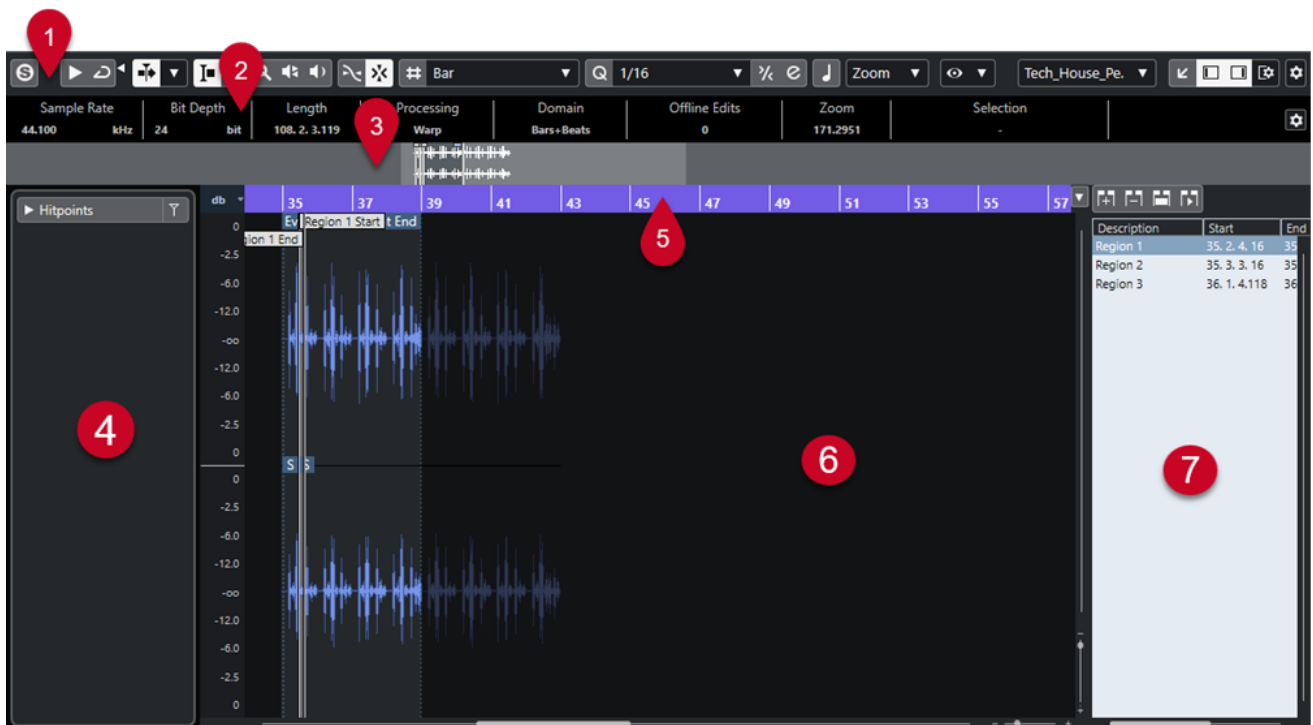 1
2
Bar
Q 1/16
Zoom
Tech_House_Pe.
Sample Rate Bit Depth Length Processing Domain Offline Edits Zoom Selection
44.100 kHz 24 bit 108. 2. 3.119 Warp Bars+Beats 0 171.2951 -
3
Hitpoints
db 35 37 39 41 43 45 47 49 51 53 55 57
5
Region 1 Start t End
ion 1 End
Description Start End
Region 1 35. 2. 4. 16 35
Region 2 35. 3. 3. 16 35
Region 3 36. 1. 4.118 36
0
-2.5
-6.0
-12.0
-oo
-12.0
-6.0
-2.5
0
4
6
7
S S
0
-2.5
-6.0
-12.0
-oo
-12.0
-6.0
-2.5
0